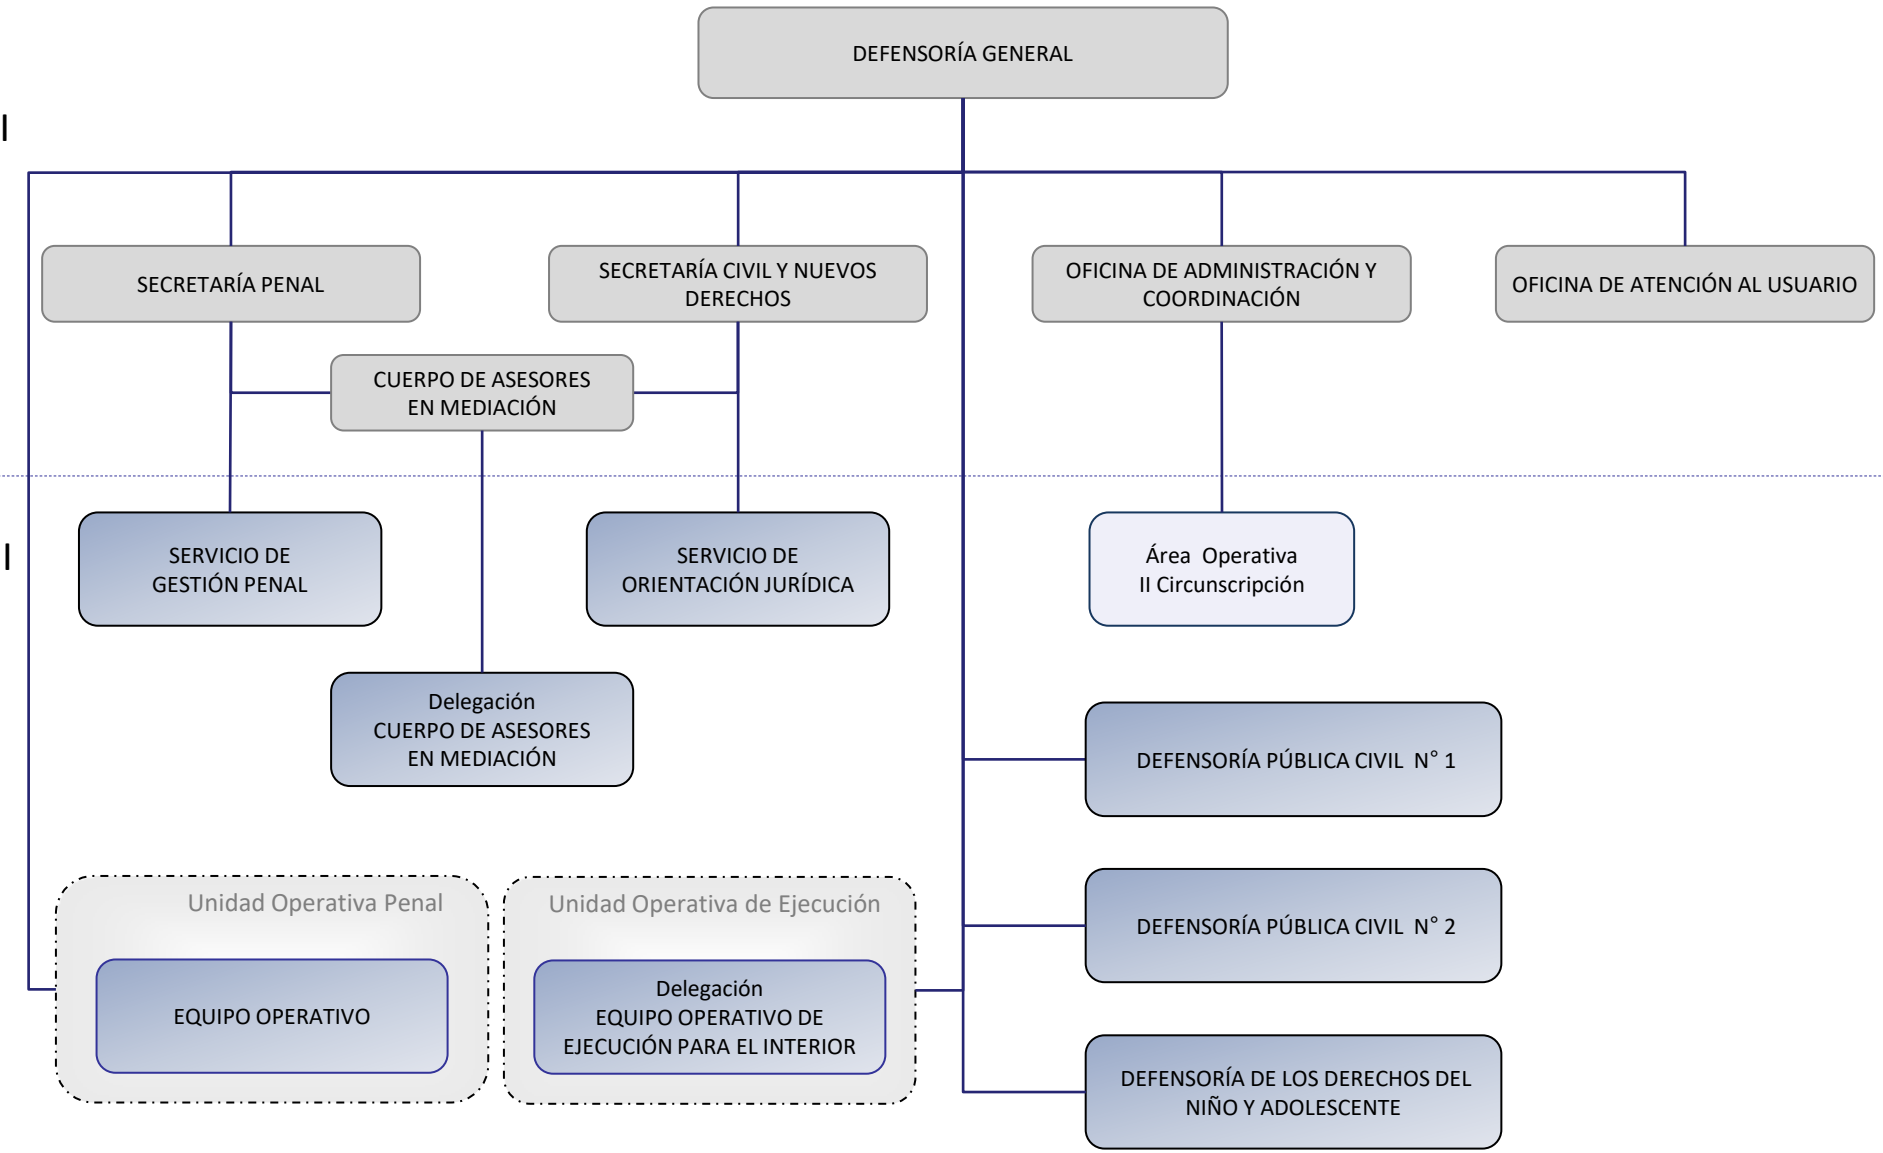 DEFENSORÍA GENERAL
l
SECRETARÍA PENAL
SECRETARÍA CIVIL Y NUEVOS
DERECHOS
OFICINA DE ADMINISTRACIÓN Y
COORDINACIÓN
OFICINA DE ATENCIÓN AL USUARIO
CUERPO DE ASESORES
EN MEDIACIÓN
l
SERVICIO DE
GESTIÓN PENAL
SERVICIO DE
ORIENTACIÓN JURÍDICA
Área Operativa
II Circunscripción
Delegación
CUERPO DE ASESORES
EN MEDIACIÓN
DEFENSORÍA PÚBLICA CIVIL N° 1
DEFENSORÍA PÚBLICA CIVIL N° 2
Unidad Operativa Penal
EQUIPO OPERATIVO
Unidad Operativa de Ejecución
Delegación
EQUIPO OPERATIVO DE
EJECUCIÓN PARA EL INTERIOR
DEFENSORÍA DE LOS DERECHOS DEL
NIÑO Y ADOLESCENTE